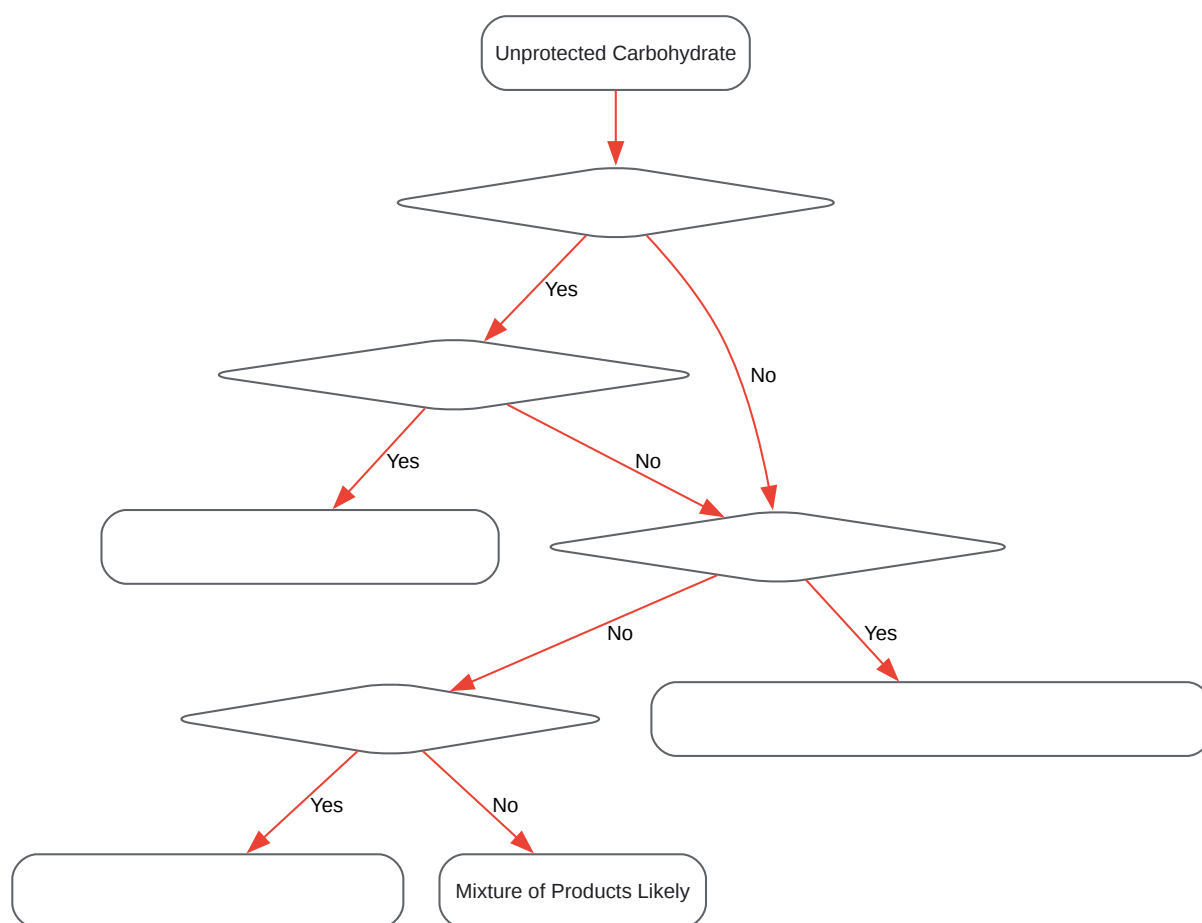 Unprotected Carbohydrate
Yes
No
Yes
No
No
Yes
Yes
No
Mixture of Products Likely